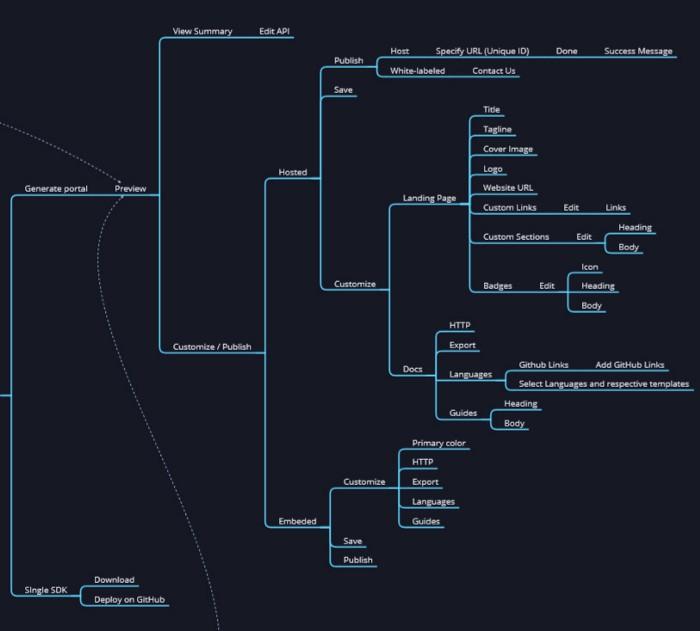 View Summary Edit API
Publish
Host Specify URL (Unique ID) Done Success Message
White-labeled Contact Us
Save
Title
Tagline
Cover Image
Logo
Website URL
Custom Links Edit Links
Custom Sections Edit
Heading
Body
Badges Edit
Icon
Heading
Body
Landing Page
Generate portal Preview
Hosted
Customize
Customize / Publish
Docs
HTTP
Export
Languages
Github Links Add GitHub Links
Select Languages and respective templates
Guides
Heading
Body
Embeded
Customize
Primary color
HTTP
Export
Languages
Guides
Save
Publish
Single SDK
Download
Deploy on GitHub